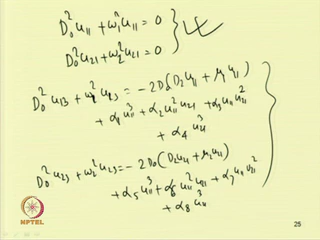 D₀²u₁₁ + ω₁²u₁₁ = 0
D₀²u₂₁ + ω₂²u₂₁ = 0
D₀²u₁₃ + ω₁²u₁₃ = -2D₀(D₂u₁₁ + μ₁u₁₁)
+ α₁u₁₁³ + α₂u₁₁²u₂₁ + α₃u₁₁u₂₁²
+ α₄u₂₁³
D₀²u₂₃ + ω₂²u₂₃ = -2D₀(D₂u₂₁ + μ₂u₂₁)
+ α₅u₁₁³ + α₆u₁₁²u₂₁ + α₇u₁₁u₂₁²
+ α₈u₂₁³
NPTEL
25